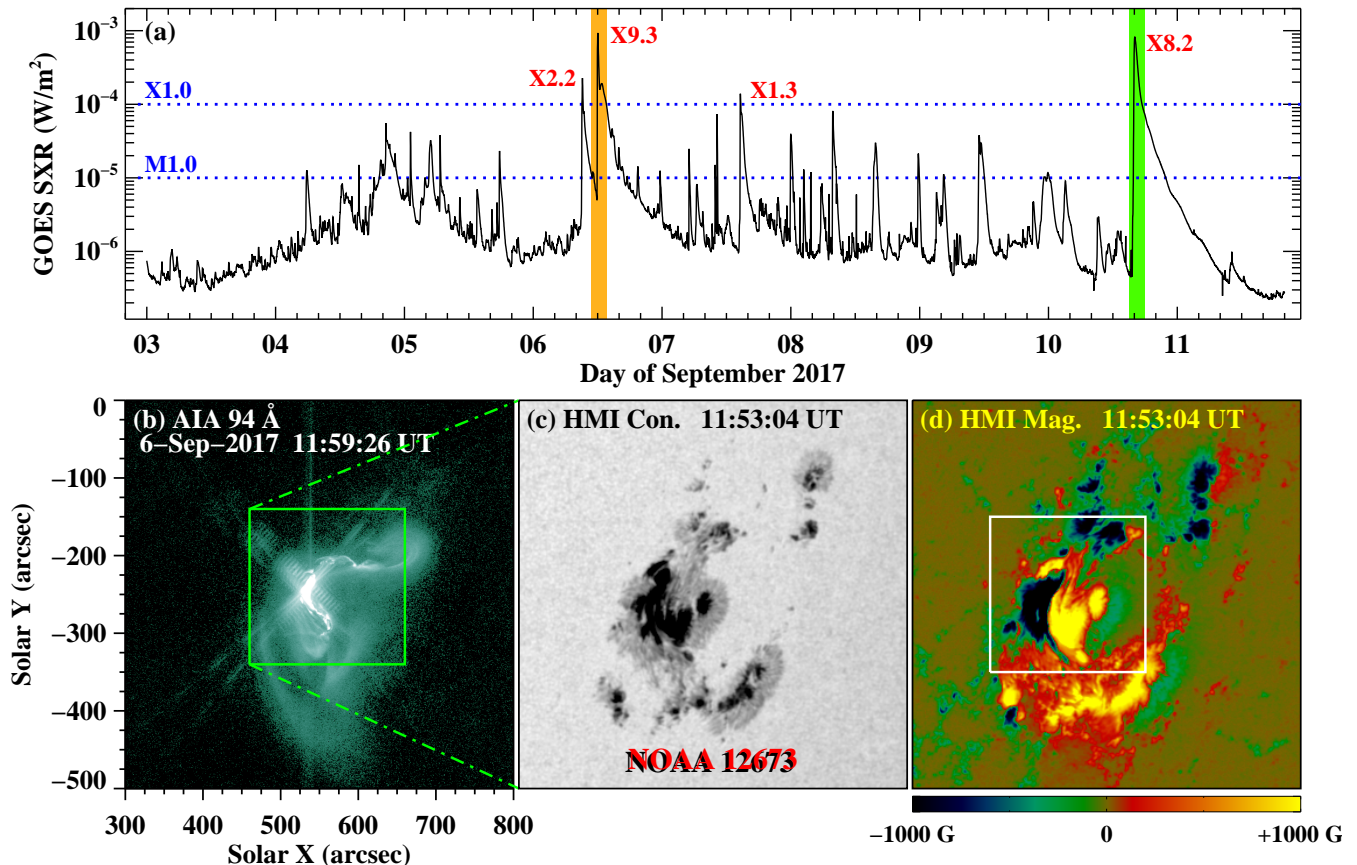 (a)
X9.3
X8.2
X2.2
X1.3
X1.0
M1.0
10⁻³
10⁻⁴
10⁻⁵
10⁻⁶
GOES SXR (W/m²)
03 04 05 06 07 08 09 10 11
Day of September 2017
(b) AIA 94 Å
6−Sep−2017 11:59:26 UT
(c) HMI Con. 11:53:04 UT
(d) HMI Mag. 11:53:04 UT
0
−100
−200
−300
−400
−500
Solar Y (arcsec)
NOAA 12673
300 400 500 600 700 800
Solar X (arcsec)
−1000 G 0 +1000 G